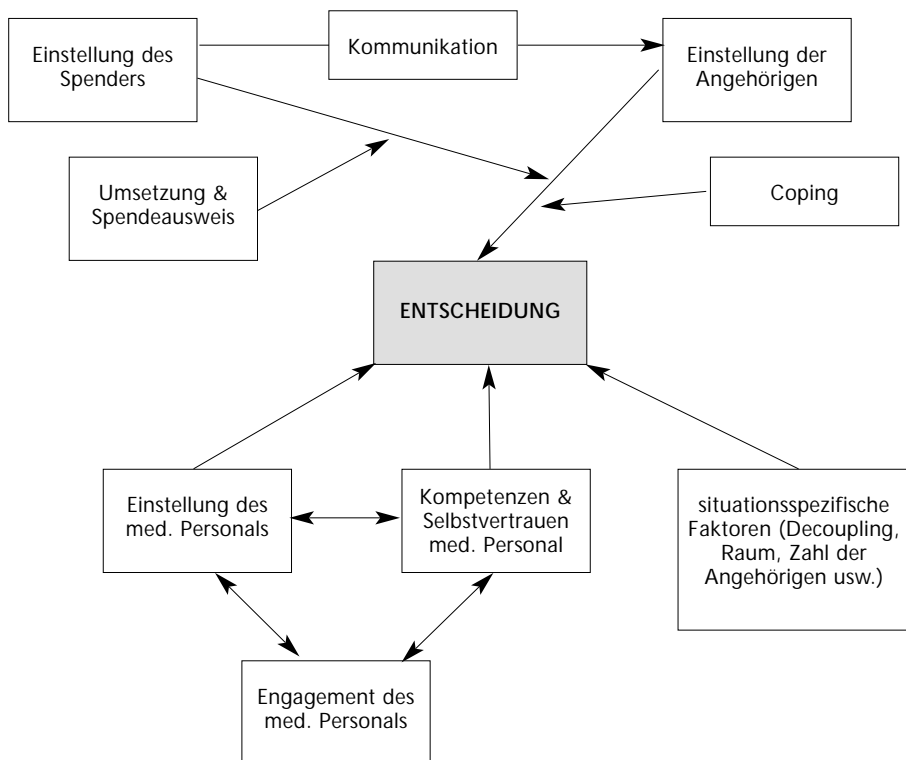 Einstellung des
Spenders
Kommunikation
Einstellung der
Angehörigen
Umsetzung &
Spendeausweis
Coping
ENTSCHEIDUNG
Einstellung des
med. Personals
Kompetenzen &
Selbstvertrauen
med. Personal
situationsspezifische
Faktoren (Decoupling,
Raum, Zahl der
Angehörigen usw.)
Engagement des
med. Personals